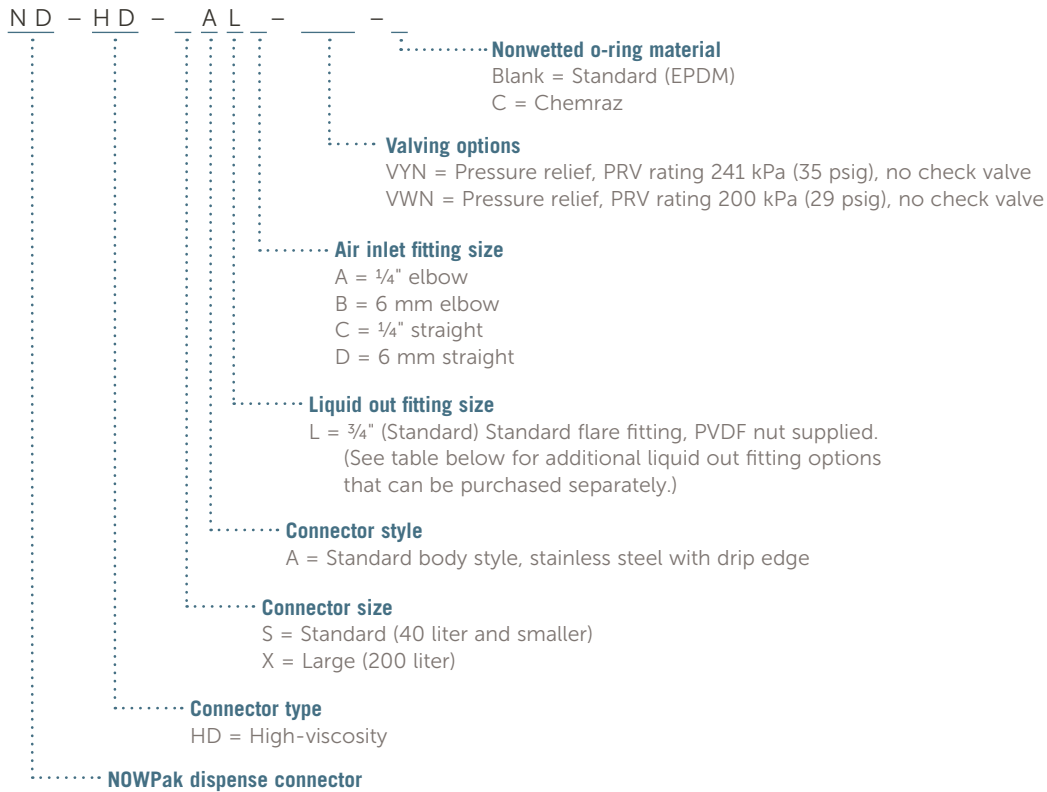 N D – H D – _ A L _ – ___ – _
Nonwetted o-ring material
Blank = Standard (EPDM)
C = Chemraz
Valving options
VYN = Pressure relief, PRV rating 241 kPa (35 psig), no check valve
VWN = Pressure relief, PRV rating 200 kPa (29 psig), no check valve
Air inlet fitting size
A = ¼" elbow
B = 6 mm elbow
C = ¼" straight
D = 6 mm straight
Liquid out fitting size
L = ¾" (Standard) Standard flare fitting, PVDF nut supplied.
(See table below for additional liquid out fitting options
that can be purchased separately.)
Connector style
A = Standard body style, stainless steel with drip edge
Connector size
S = Standard (40 liter and smaller)
X = Large (200 liter)
Connector type
HD = High-viscosity
NOWPak dispense connector